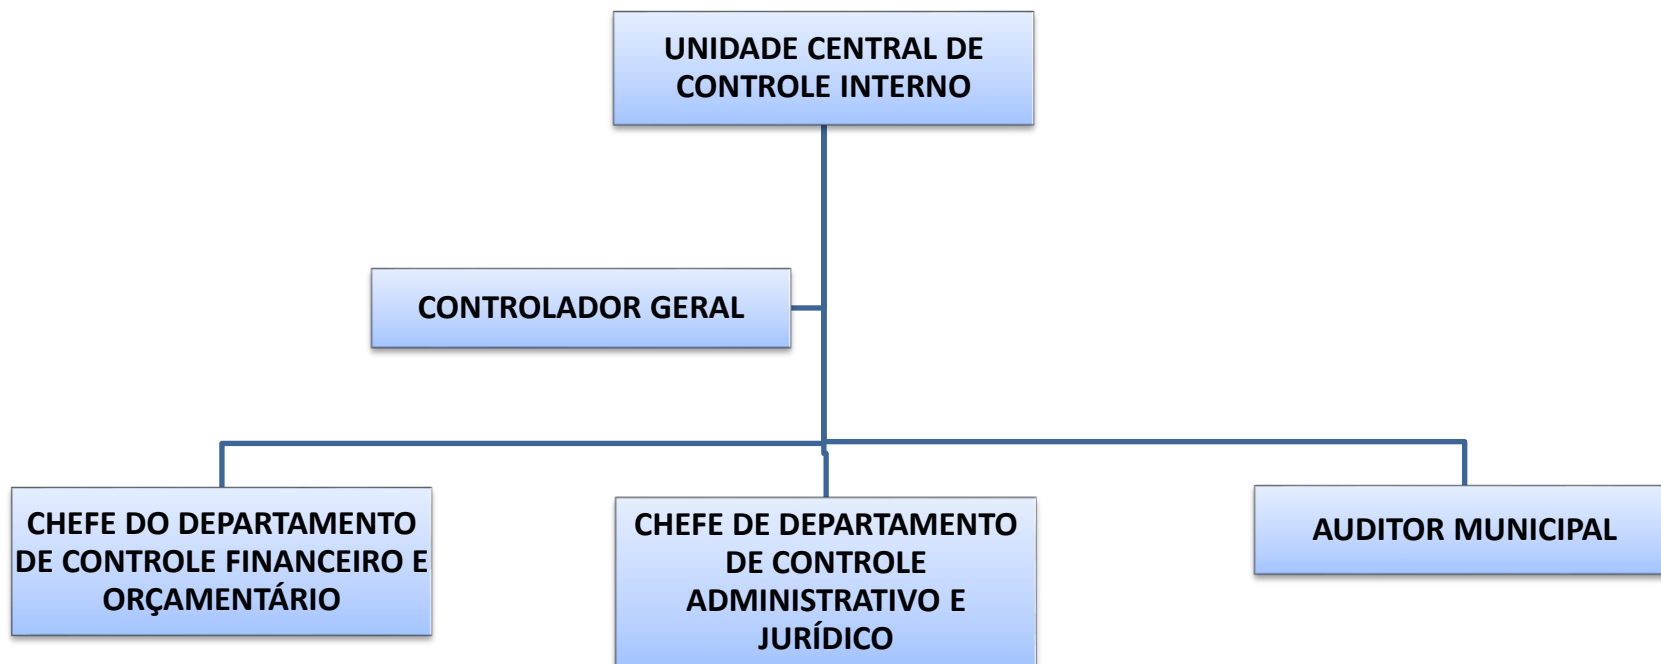 UNIDADE CENTRAL DE
CONTROLE INTERNO
CONTROLADOR GERAL
CHEFE DO DEPARTAMENTO
DE CONTROLE FINANCEIRO E
ORÇAMENTÁRIO
CHEFE DE DEPARTAMENTO
DE CONTROLE
ADMINISTRATIVO E
JURÍDICO
AUDITOR MUNICIPAL